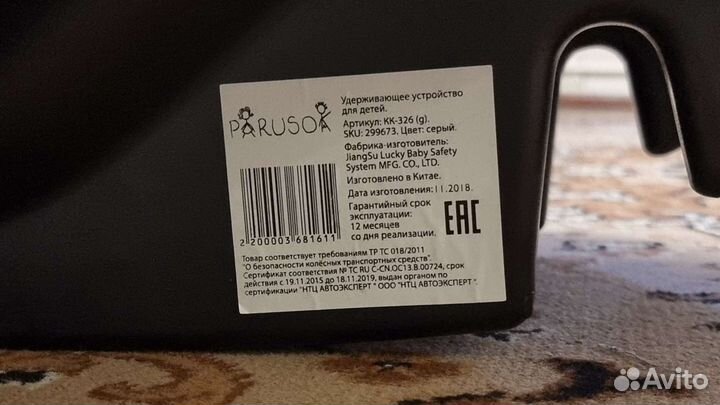 PARUSOK
Удерживающее устройство
для детей.
Артикул: КК-326 (g).
SKU: 299673. Цвет: серый.
Фабрика-изготовитель:
JiangSu Lucky Baby Safety
System MFG. CO., LTD.
Изготовлено в Китае.
Дата изготовления: 11.2018.
Гарантийный срок
эксплуатации:
12 месяцев
со дня реализации.
EAC
2 200003 681611
Товар соответствует требованиям ТР ТС 018/2011
"О безопасности колёсных транспортных средств".
Сертификат соответствия № ТС RU C-CN.ОС13.В.00724, срок
действия с 19.11.2015 до 18.11.2019, выдан органом по
сертификации "НТЦ АВТОЭКСПЕРТ " ООО "НТЦ АВТОЭКСПЕРТ ".
Avito